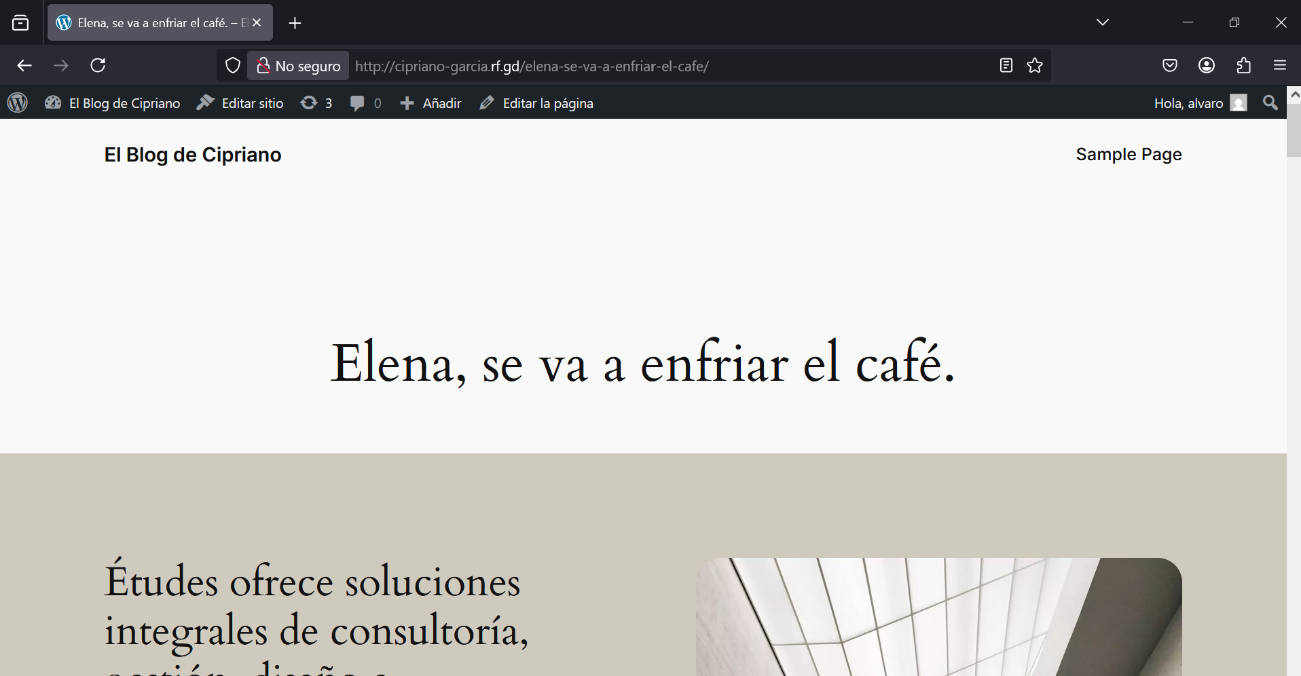 Elena, se va a enfriar el café. – El
No seguro
http://cipriano-garcia.rf.gd/elena-se-va-a-enfriar-el-cafe/
El Blog de Cipriano
Editar sitio
3
0
Añadir
Editar la página
Hola, alvaro
El Blog de Cipriano
Sample Page
Elena, se va a enfriar el café.
Études ofrece soluciones
integrales de consultoría,
gestión, diseño e